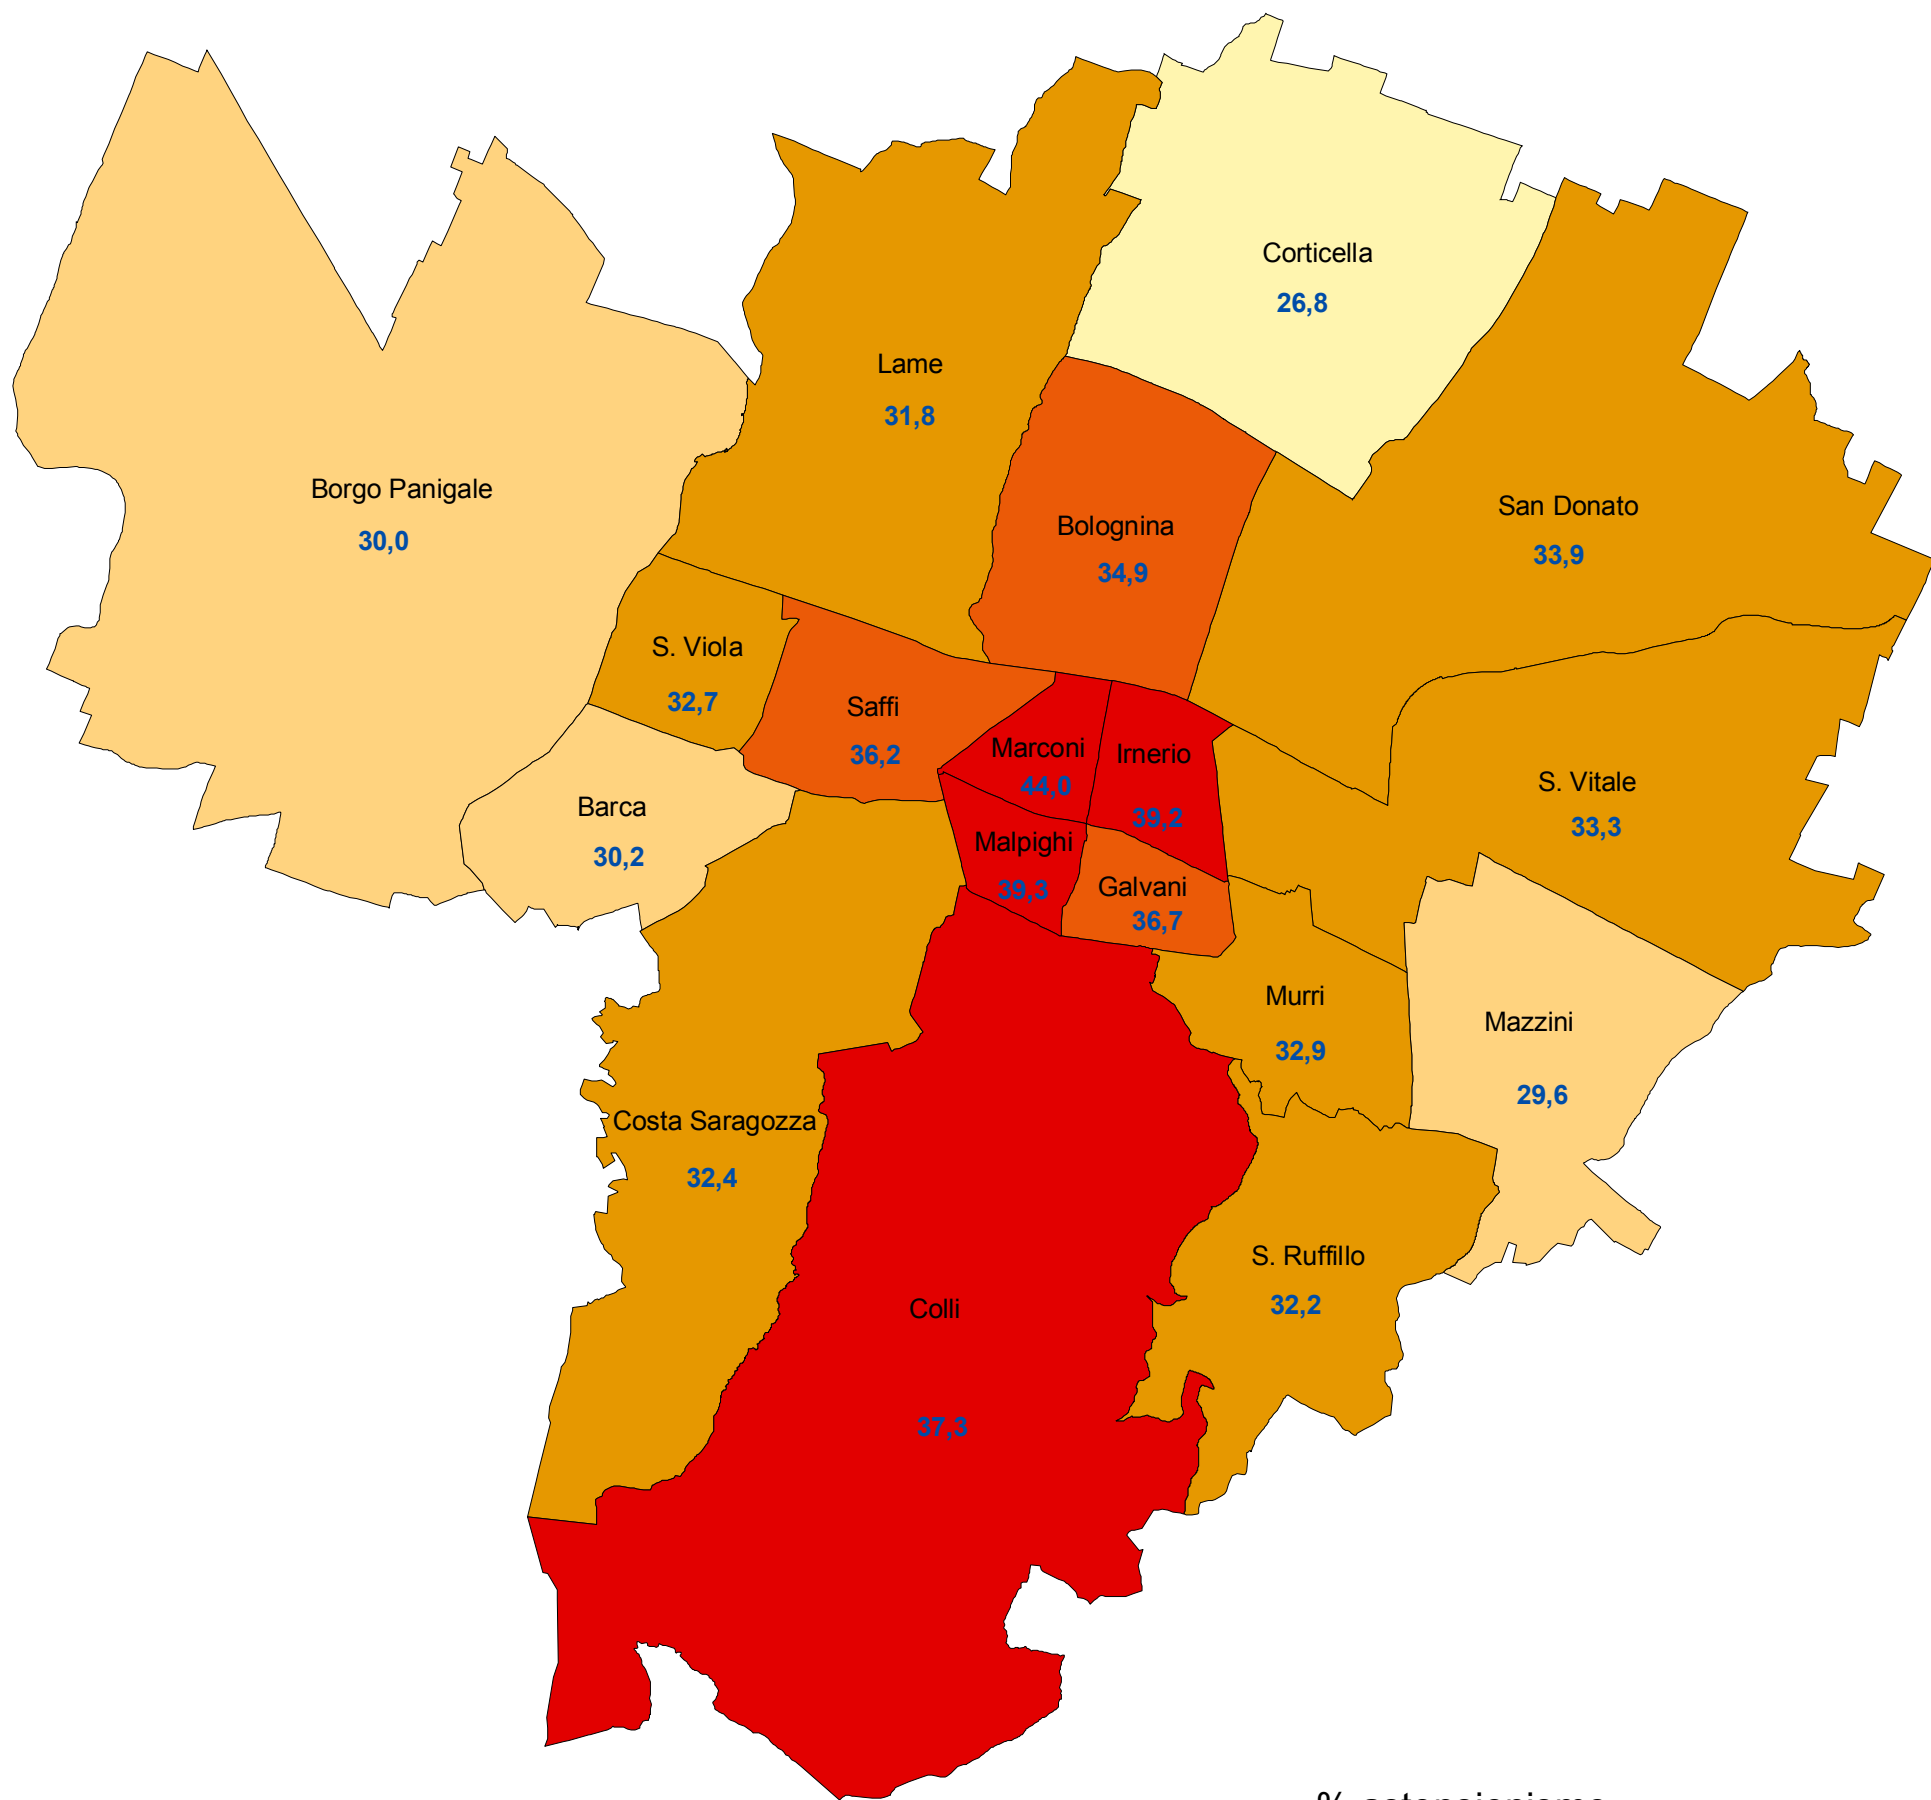 Corticella
26,8
Lame
31,8
Borgo Panigale
30,0
San Donato
33,9
Bolognina
34,9
S. Viola
32,7
Saffi
36,2
Marconi
44,0
Irnerio
39,2
S. Vitale
33,3
Barca
30,2
Malpighi
39,3
Galvani
36,7
Murri
32,9
Mazzini
29,6
Costa Saragozza
32,4
S. Ruffillo
32,2
Colli
37,3
% astensionismo